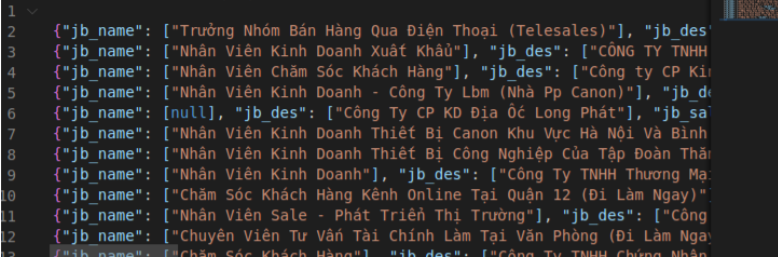 1
2 {"jb_name": ["Trưởng Nhóm Bán Hàng Qua Điện Thoại (Telesales)"], "jb_des"
3 {"jb_name": ["Nhân Viên Kinh Doanh Xuất Khẩu"], "jb_des": ["CÔNG TY TNHH
4 {"jb_name": ["Nhân Viên Chăm Sóc Khách Hàng"], "jb_des": ["Công ty CP Ki
5 {"jb_name": ["Nhân Viên Kinh Doanh - Công Ty Lbm (Nhà Pp Canon)"], "jb_d
6 {"jb_name": [null], "jb_des": ["Công Ty CP KD Địa Ốc Long Phát"], "jb_sa
7 {"jb_name": ["Nhân Viên Kinh Doanh Thiết Bị Canon Khu Vực Hà Nội Và Bình
8 {"jb_name": ["Nhân Viên Kinh Doanh Thiết Bị Công Nghiệp Của Tập Đoàn Thă
9 {"jb_name": ["Nhân Viên Kinh Doanh"], "jb_des": ["Công Ty TNHH Thương Mạ
10 {"jb_name": ["Chăm Sóc Khách Hàng Kênh Online Tại Quận 12 (Đi Làm Ngay)"
11 {"jb_name": ["Nhân Viên Sale - Phát Triển Thị Trường"], "jb_des": ["Công
12 {"jb_name": ["Chuyên Viên Tư Vấn Tài Chính Làm Tại Văn Phòng (Đi Làm Nga
13 {"jb_name": ["Chăm Sóc Khách Hàng"], "jb_des": ["Công Ty TNHH Chứng Nhận